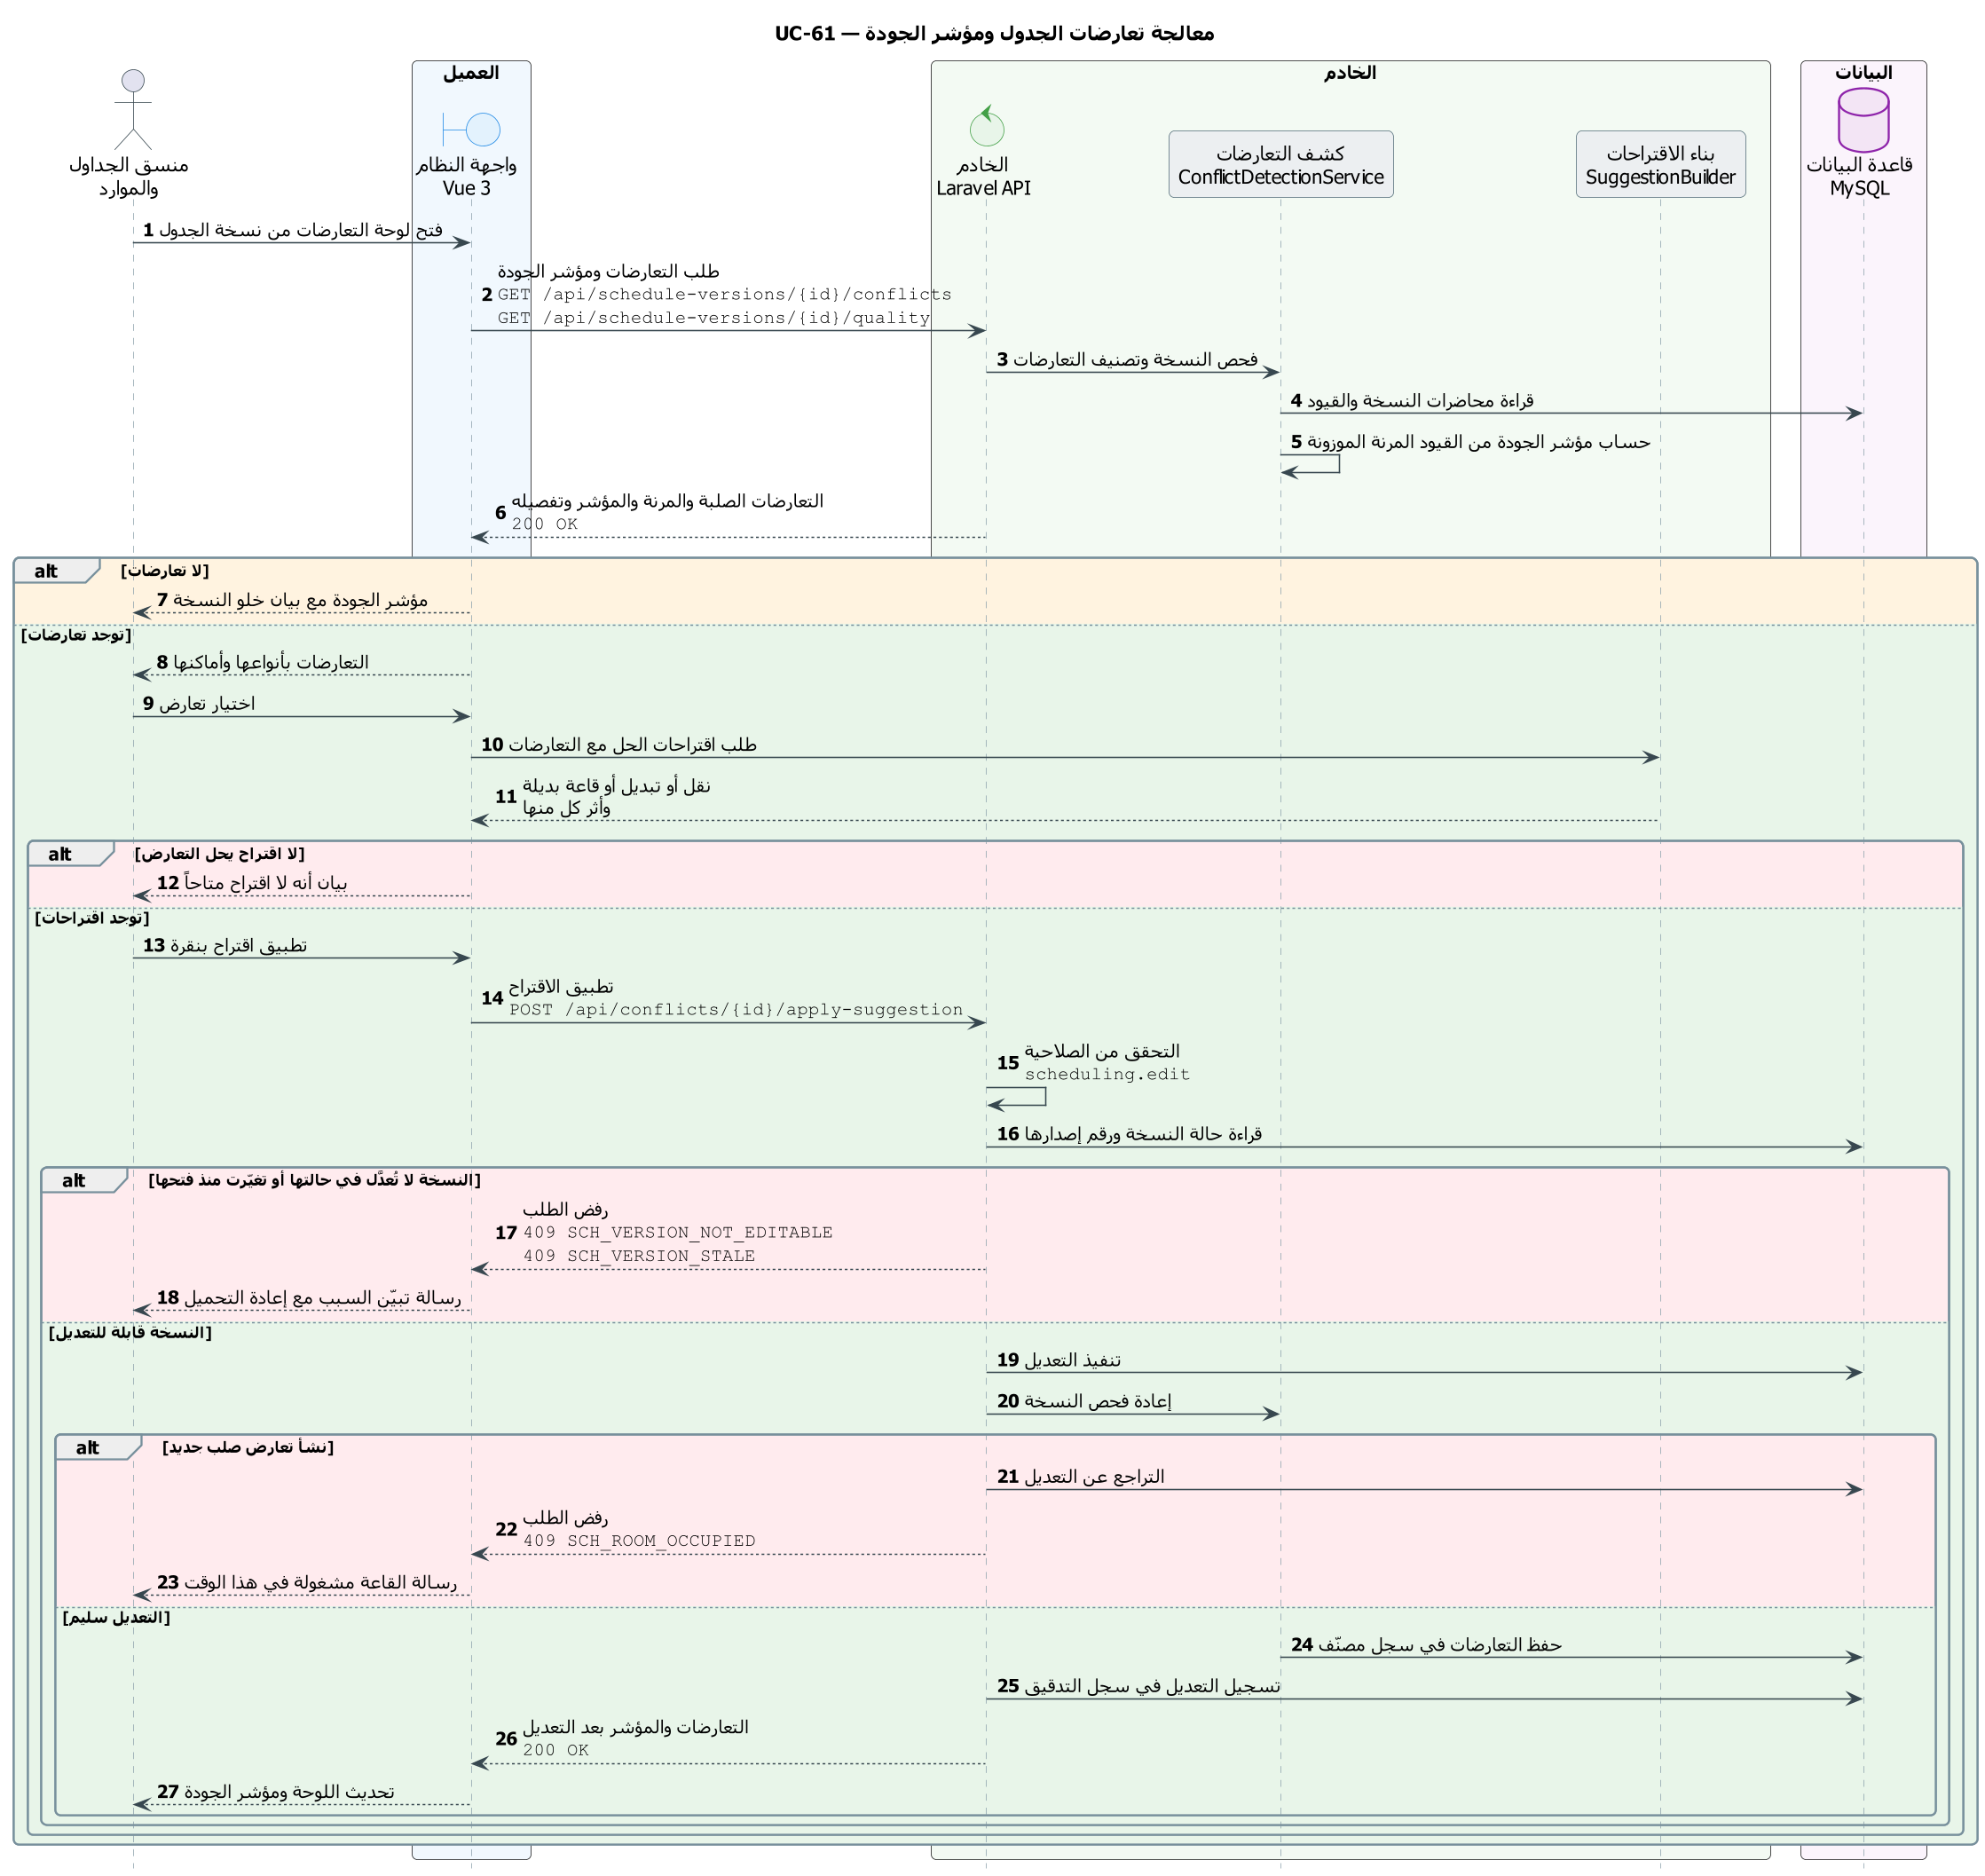 UC-61 — معالجة تعارضات الجدول ومؤشر الجودة
العميل
الخادم
البيانات
منسق الجداول
والموارد
واجهة النظام
Vue 3
الخادم
Laravel API
كشف التعارضات
ConflictDetectionService
بناء الاقتراحات
SuggestionBuilder
قاعدة البيانات
MySQL
1 فتح لوحة التعارضات من نسخة الجدول
2 طلب التعارضات ومؤشر الجودة
GET /api/schedule-versions/{id}/conflicts
GET /api/schedule-versions/{id}/quality
3 فحص النسخة وتصنيف التعارضات
4 قراءة محاضرات النسخة والقيود
5 حساب مؤشر الجودة من القيود المرنة الموزونة
6 التعارضات الصلبة والمرنة والمؤشر وتفصيله
200 OK
alt [لا تعارضات]
7 مؤشر الجودة مع بيان خلو النسخة
[توجد تعارضات]
8 التعارضات بأنواعها وأماكنها
9 اختيار تعارض
10 طلب اقتراحات الحل مع التعارضات
11 نقل أو تبديل أو قاعة بديلة
وأثر كل منها
alt [لا اقتراح يحل التعارض]
12 بيان أنه لا اقتراح متاحاً
[توجد اقتراحات]
13 تطبيق اقتراح بنقرة
14 تطبيق الاقتراح
POST /api/conflicts/{id}/apply-suggestion
15 التحقق من الصلاحية
scheduling.edit
16 قراءة حالة النسخة ورقم إصدارها
alt [النسخة لا تُعدَّل في حالتها أو تغيّرت منذ فتحها]
17 رفض الطلب
409 SCH_VERSION_NOT_EDITABLE
409 SCH_VERSION_STALE
18 رسالة تبيّن السبب مع إعادة التحميل
[النسخة قابلة للتعديل]
19 تنفيذ التعديل
20 إعادة فحص النسخة
alt [نشأ تعارض صلب جديد]
21 التراجع عن التعديل
22 رفض الطلب
409 SCH_ROOM_OCCUPIED
23 رسالة القاعة مشغولة في هذا الوقت
[التعديل سليم]
24 حفظ التعارضات في سجل مصنّف
25 تسجيل التعديل في سجل التدقيق
26 التعارضات والمؤشر بعد التعديل
200 OK
27 تحديث اللوحة ومؤشر الجودة